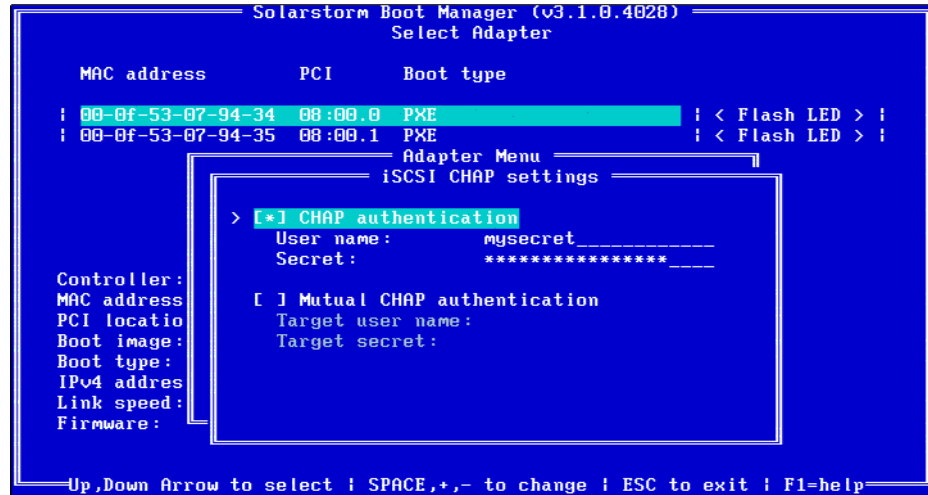 Solarstorm Boot Manager (v3.1.0.4028)
Select Adapter
MAC address PCI Boot type
| 00-0f-53-07-94-34 08:00.0 PXE | < Flash LED > |
| 00-0f-53-07-94-35 08:00.1 PXE | < Flash LED > |
Adapter Menu
iSCSI CHAP settings
> [*] CHAP authentication
User name: mysecret____________
Secret: ****************____
Controller:
MAC address
[ ] Mutual CHAP authentication
PCI locatio
Target user name:
Boot image:
Target secret:
Boot type:
IPv4 addres
Link speed:
Firmware:
Up,Down Arrow to select | SPACE,+,- to change | ESC to exit | F1=help